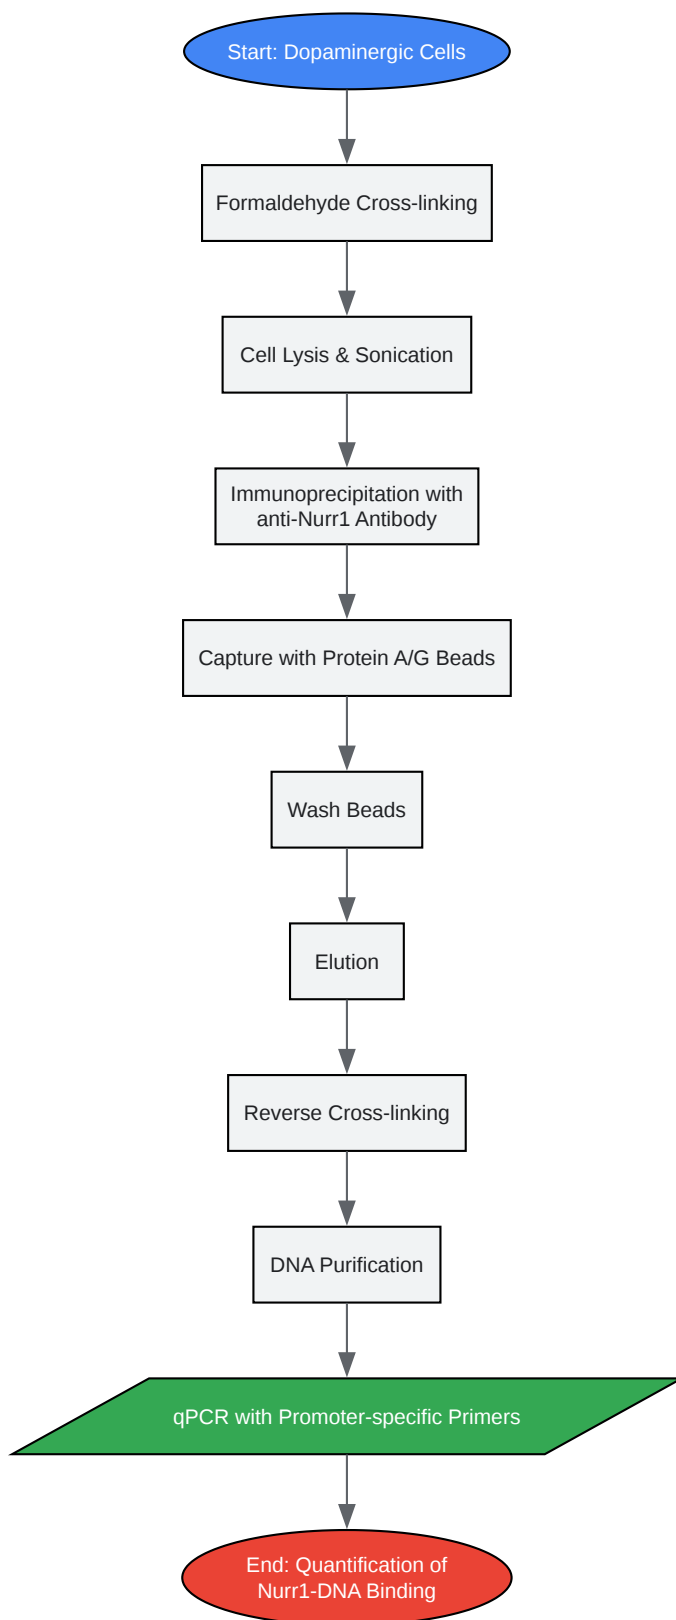 Start: Dopaminergic Cells
Formaldehyde Cross-linking
Cell Lysis & Sonication
Immunoprecipitation with
anti-Nurr1 Antibody
Capture with Protein A/G Beads
Wash Beads
Elution
Reverse Cross-linking
DNA Purification
qPCR with Promoter-specific Primers
End: Quantification of
Nurr1-DNA Binding